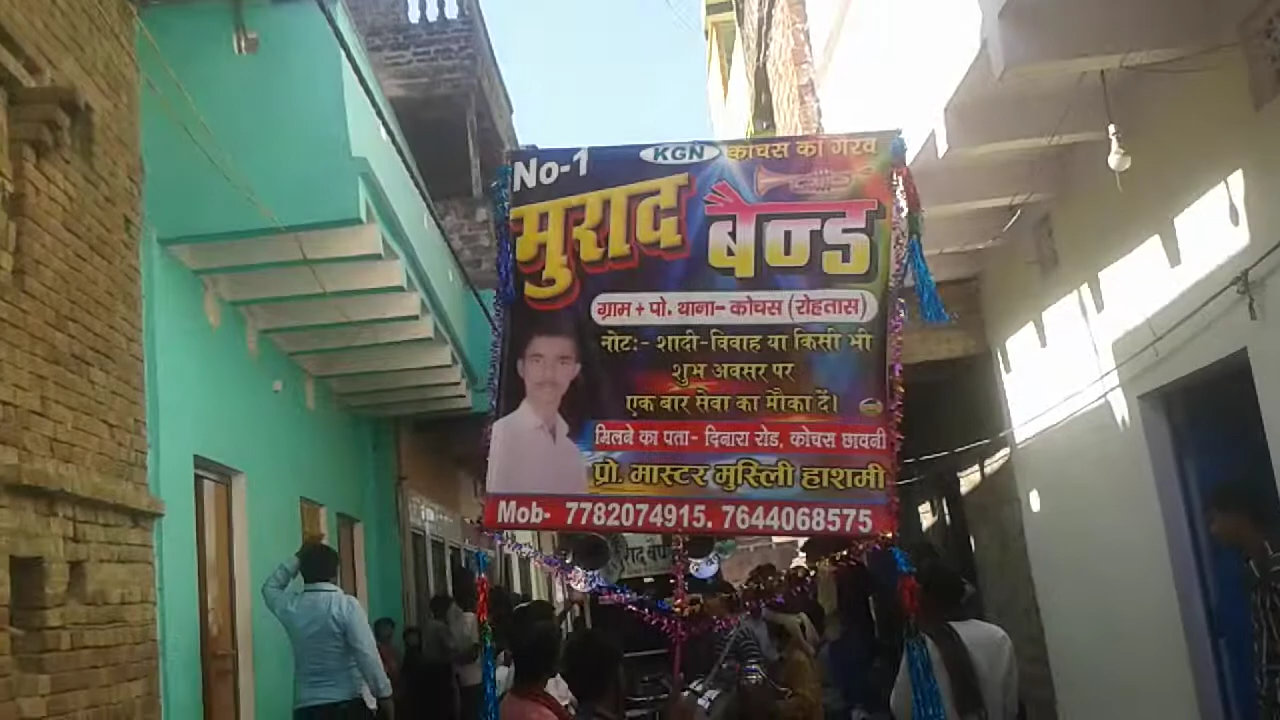 No-1 KGN कोचस का गरव
मुराद बैन्ड
ग्राम + पो. थाना- कोचस (रोहतास)
नोट:- शादी-विवाह या किसी भी
शुभ अवसर पर
एक बार सेवा का मौका दें।
मिलने का पता- दिनारा रोड, कोचस छावनी
प्रो. मास्टर मुस्लिी हाशमी
Mob- 7782074915. 7644068575